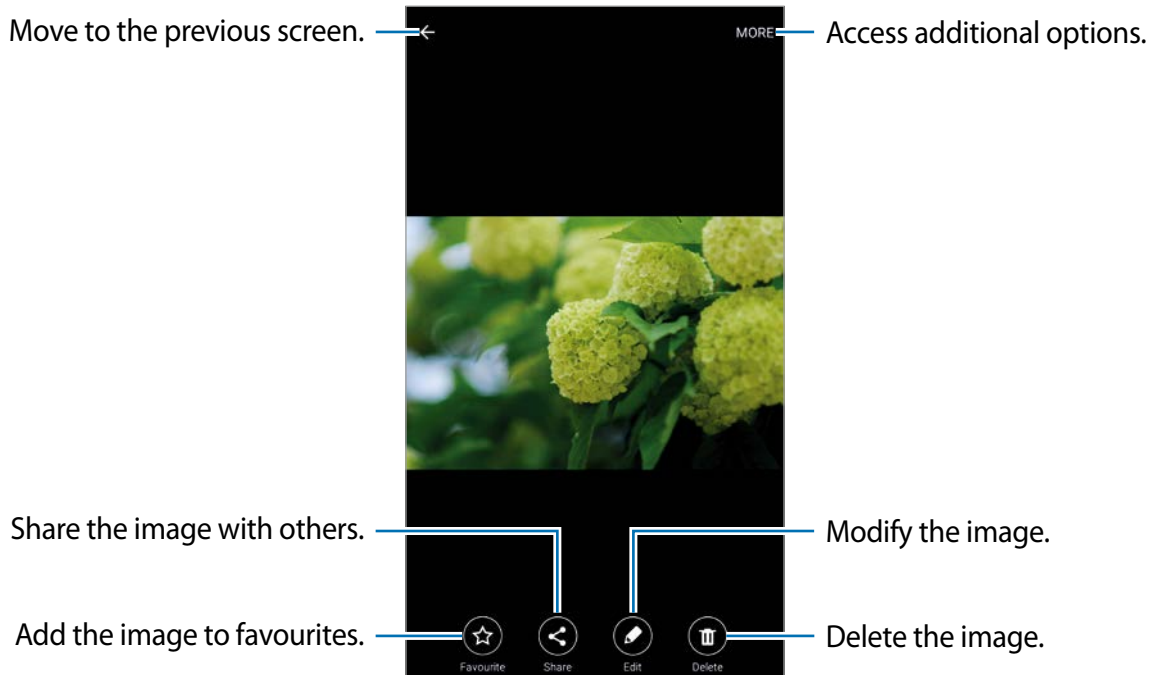 Move to the previous screen.
MORE
Access additional options.
Share the image with others.
Modify the image.
Add the image to favourites.
Delete the image.
Favourite
Share
Edit
Delete